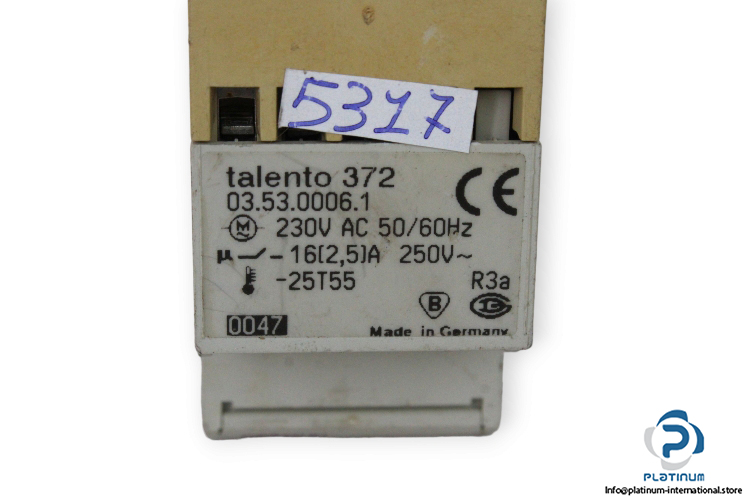 5317
talento 372
CE
03.53.0006.1
M 230V AC 50/60Hz
µ - 16(2,5)A 250V~
-25T55
R3a
B
0047
Made in Germany
P
PLATINUM
Info@platinum-international.store